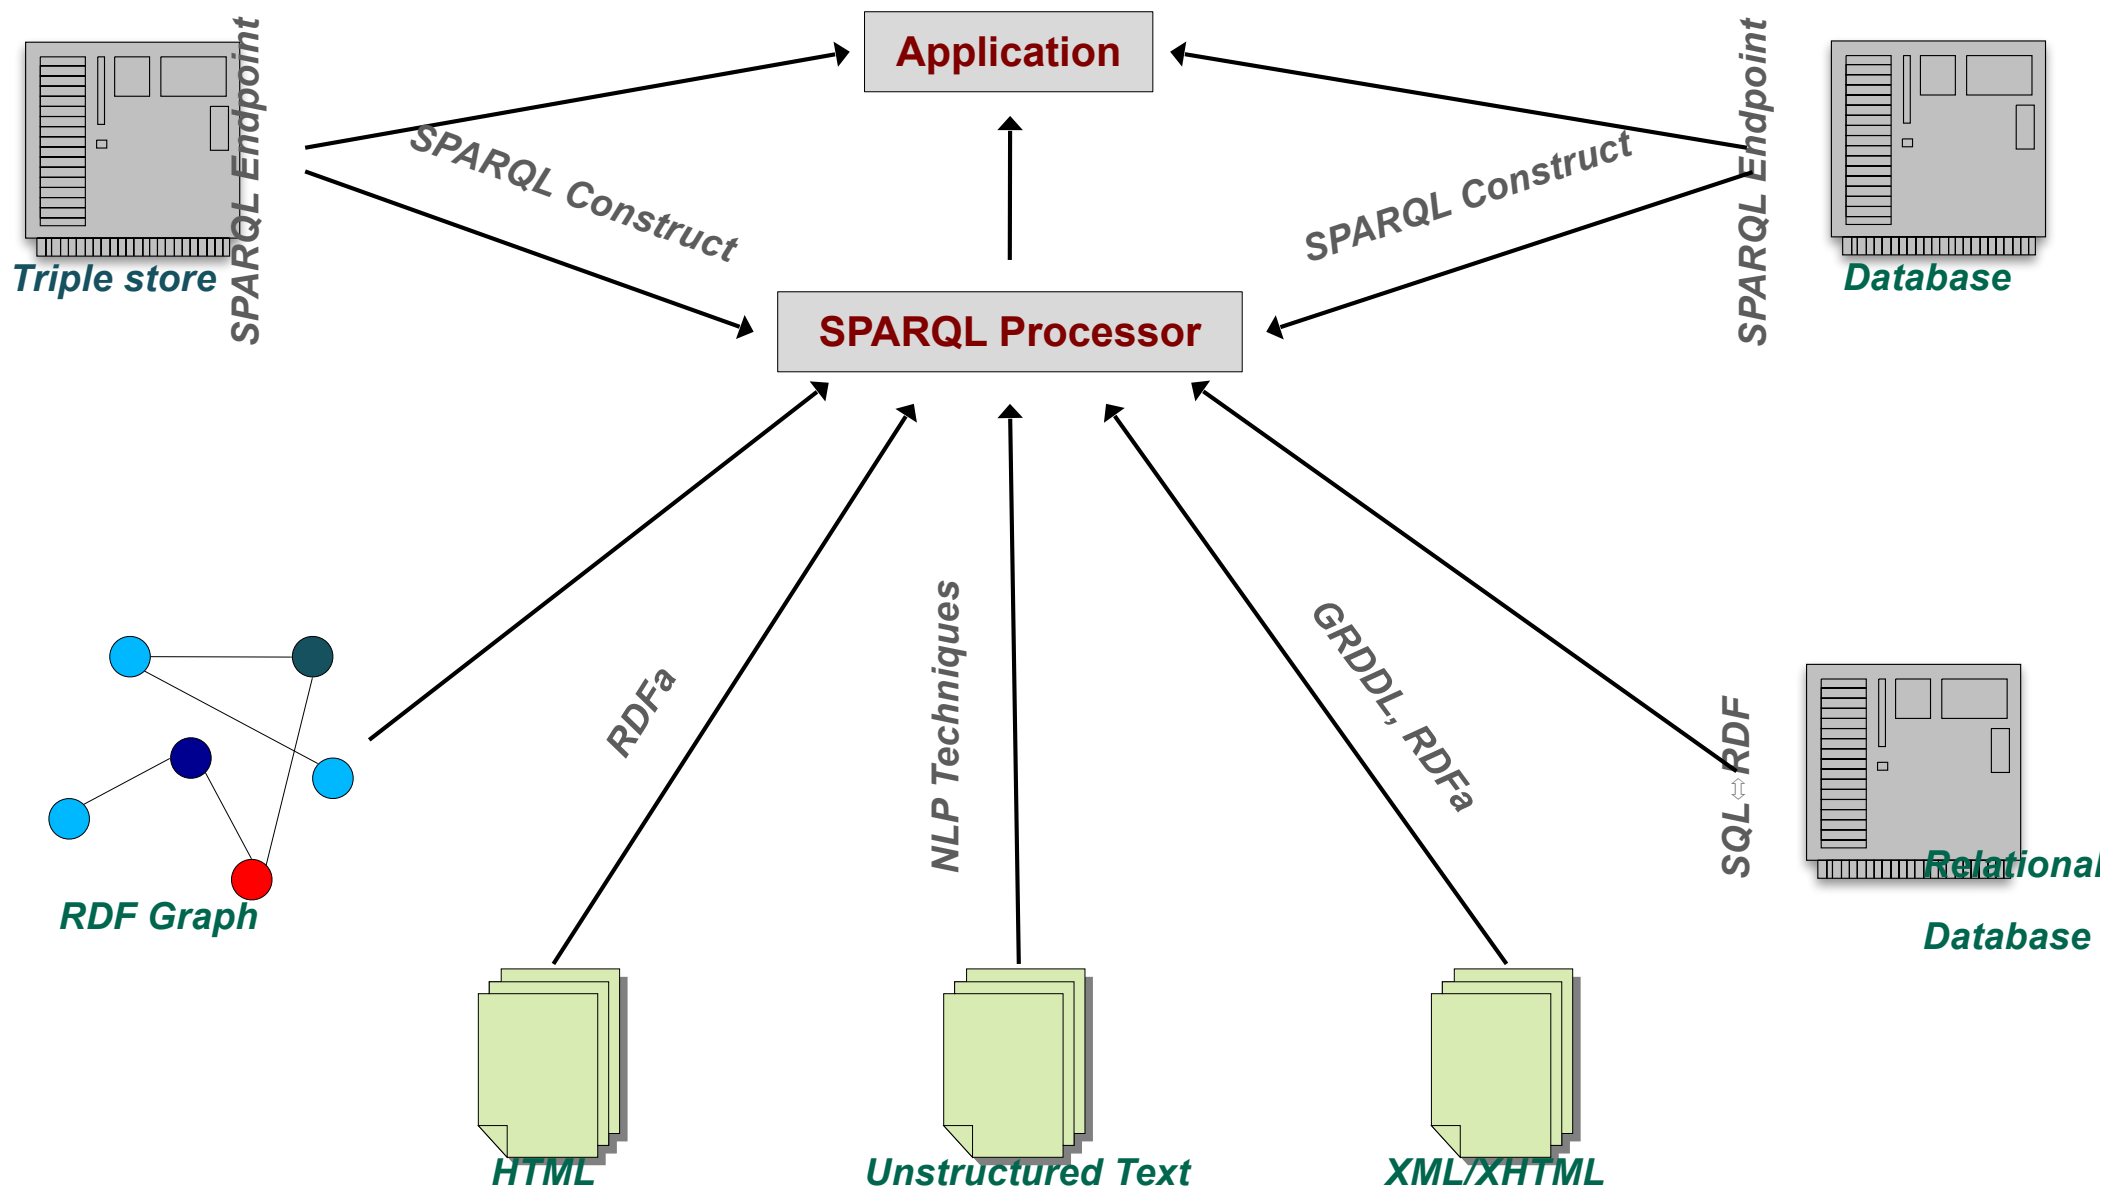 Application
SPARQL Endpoint
SPARQL Endpoint
SPARQL Construct
SPARQL Construct
Triple store
Database
SPARQL Processor
RDFa
NLP Techniques
GRDDL, RDFa
SQL⇔RDF
RDF Graph
Relational
Database
HTML
Unstructured Text
XML/XHTML